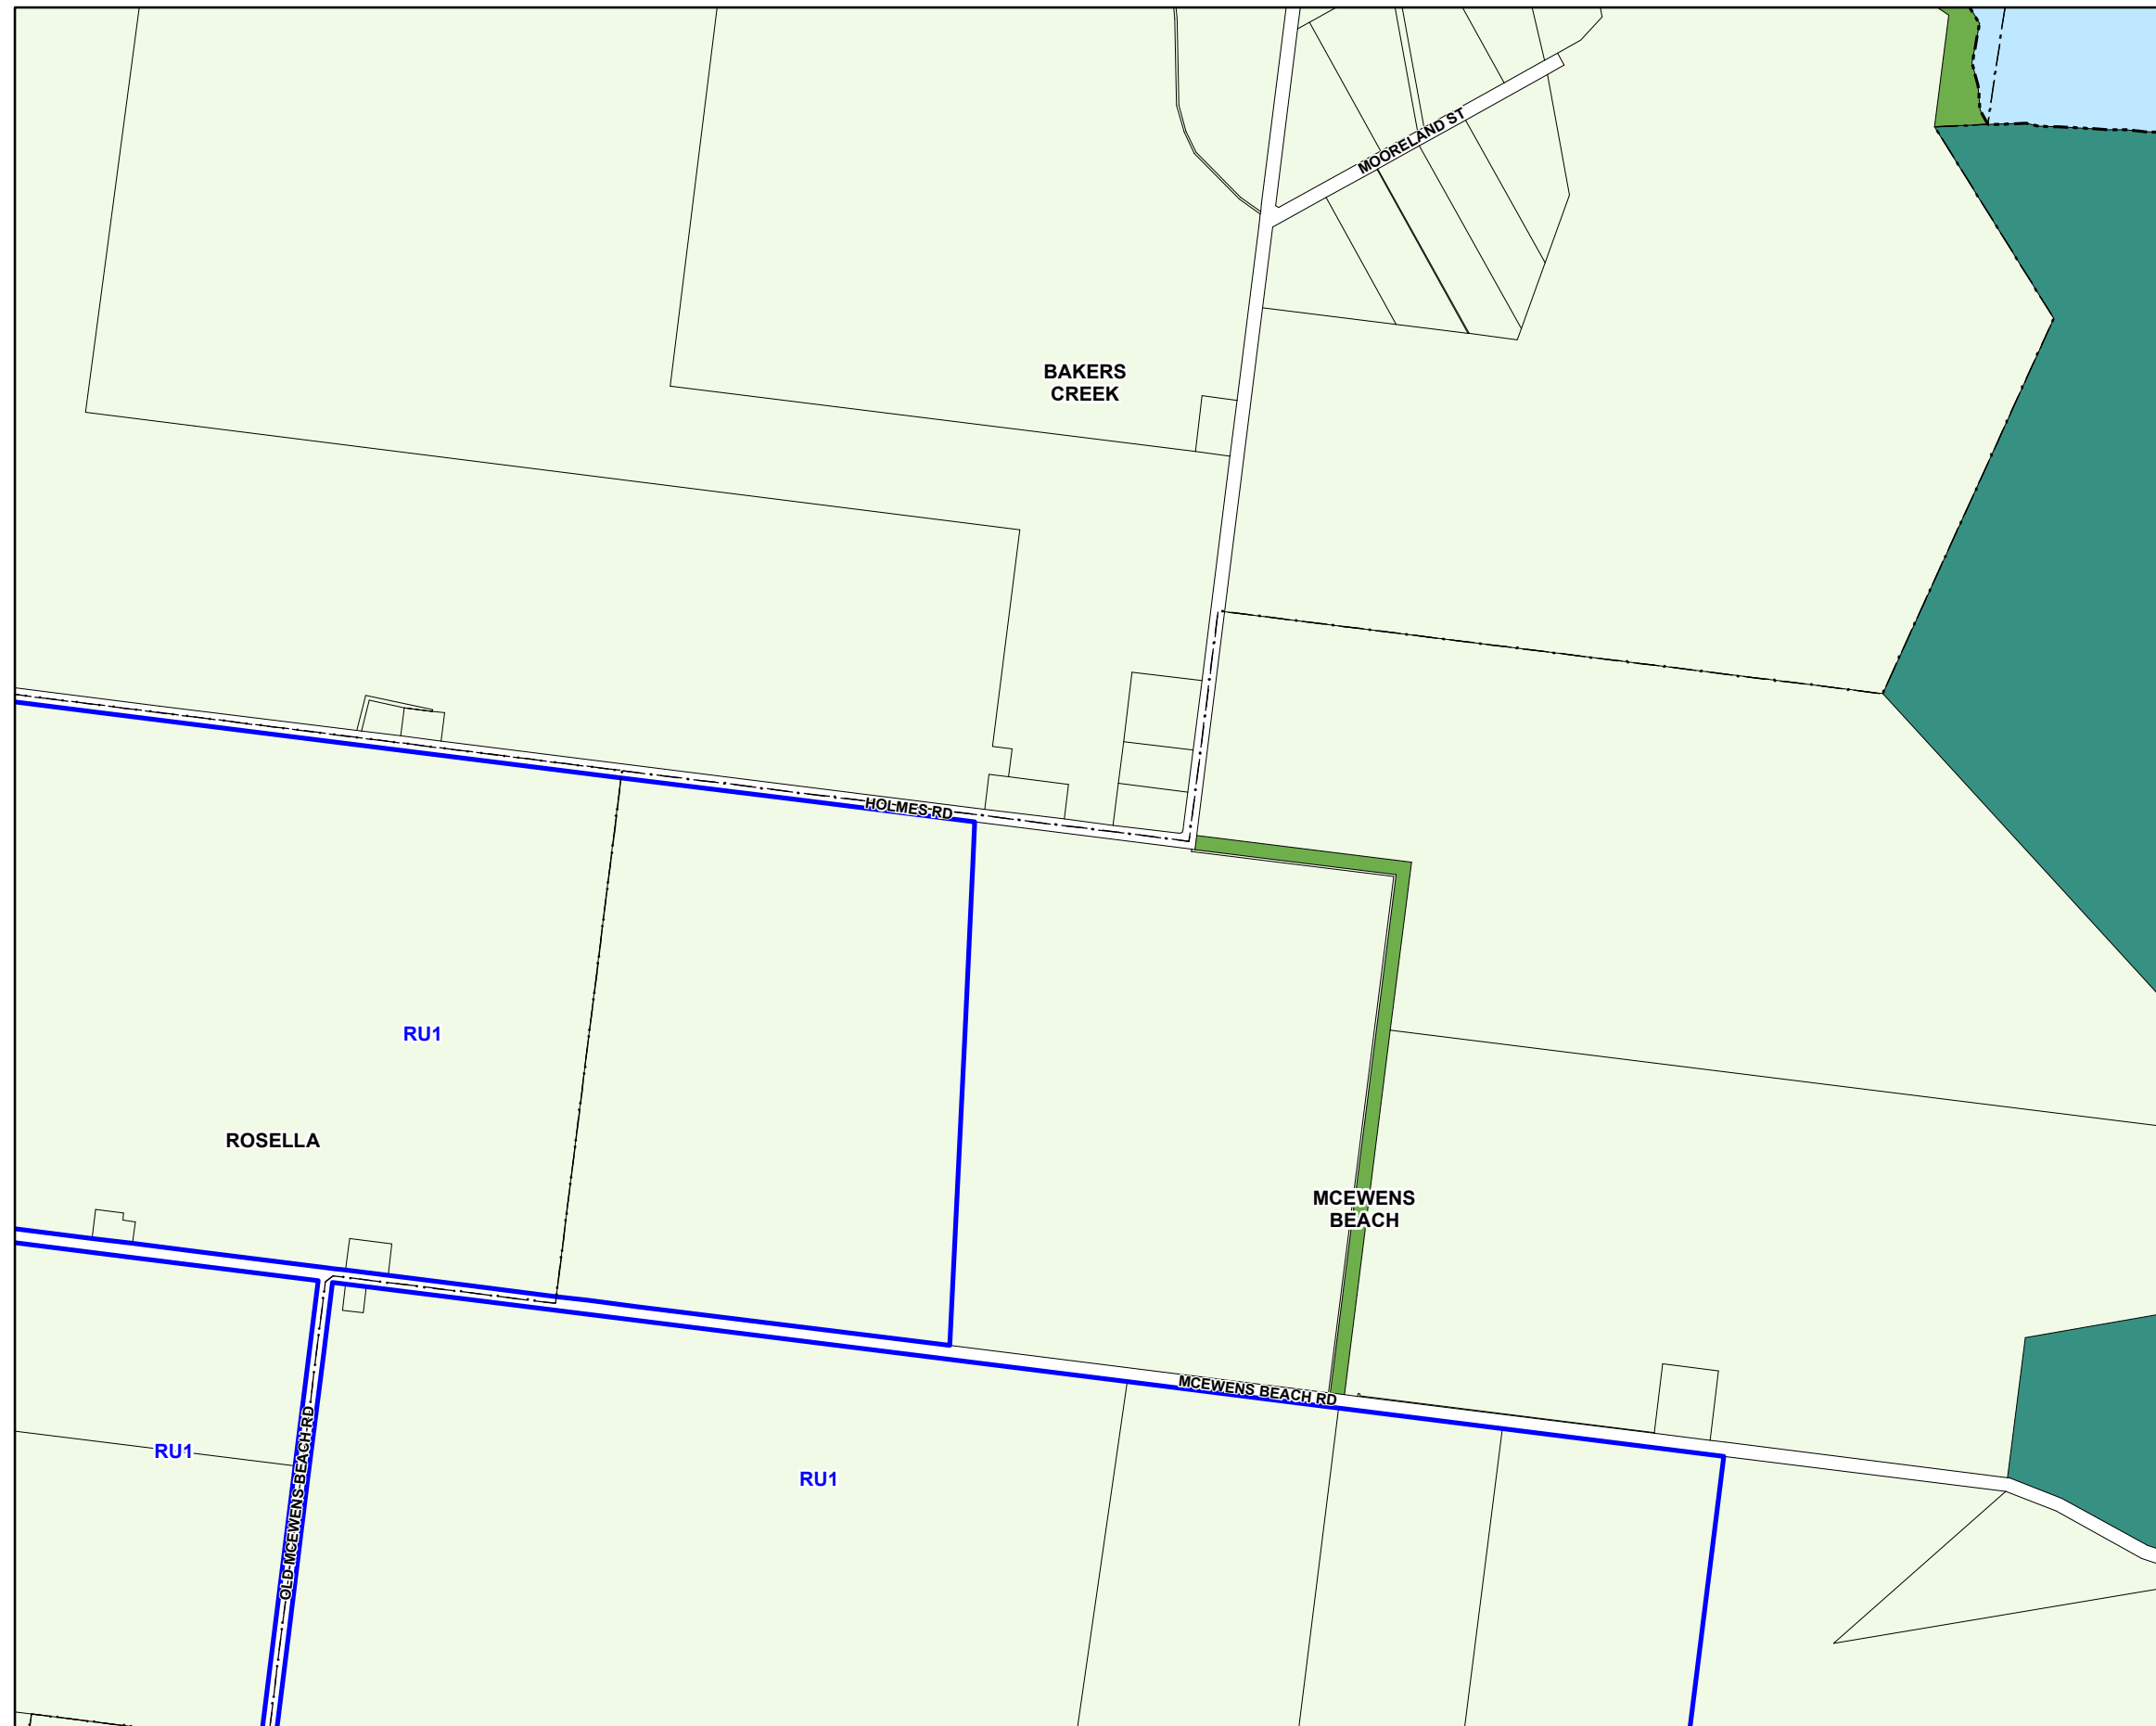 MOORELAND ST
BAKERS
CREEK
HOLMES RD
RU1
ROSELLA
MCEWENS
BEACH
MCEWENS BEACH RD
RU1
OLD MCEWENS BEACH RD
RU1